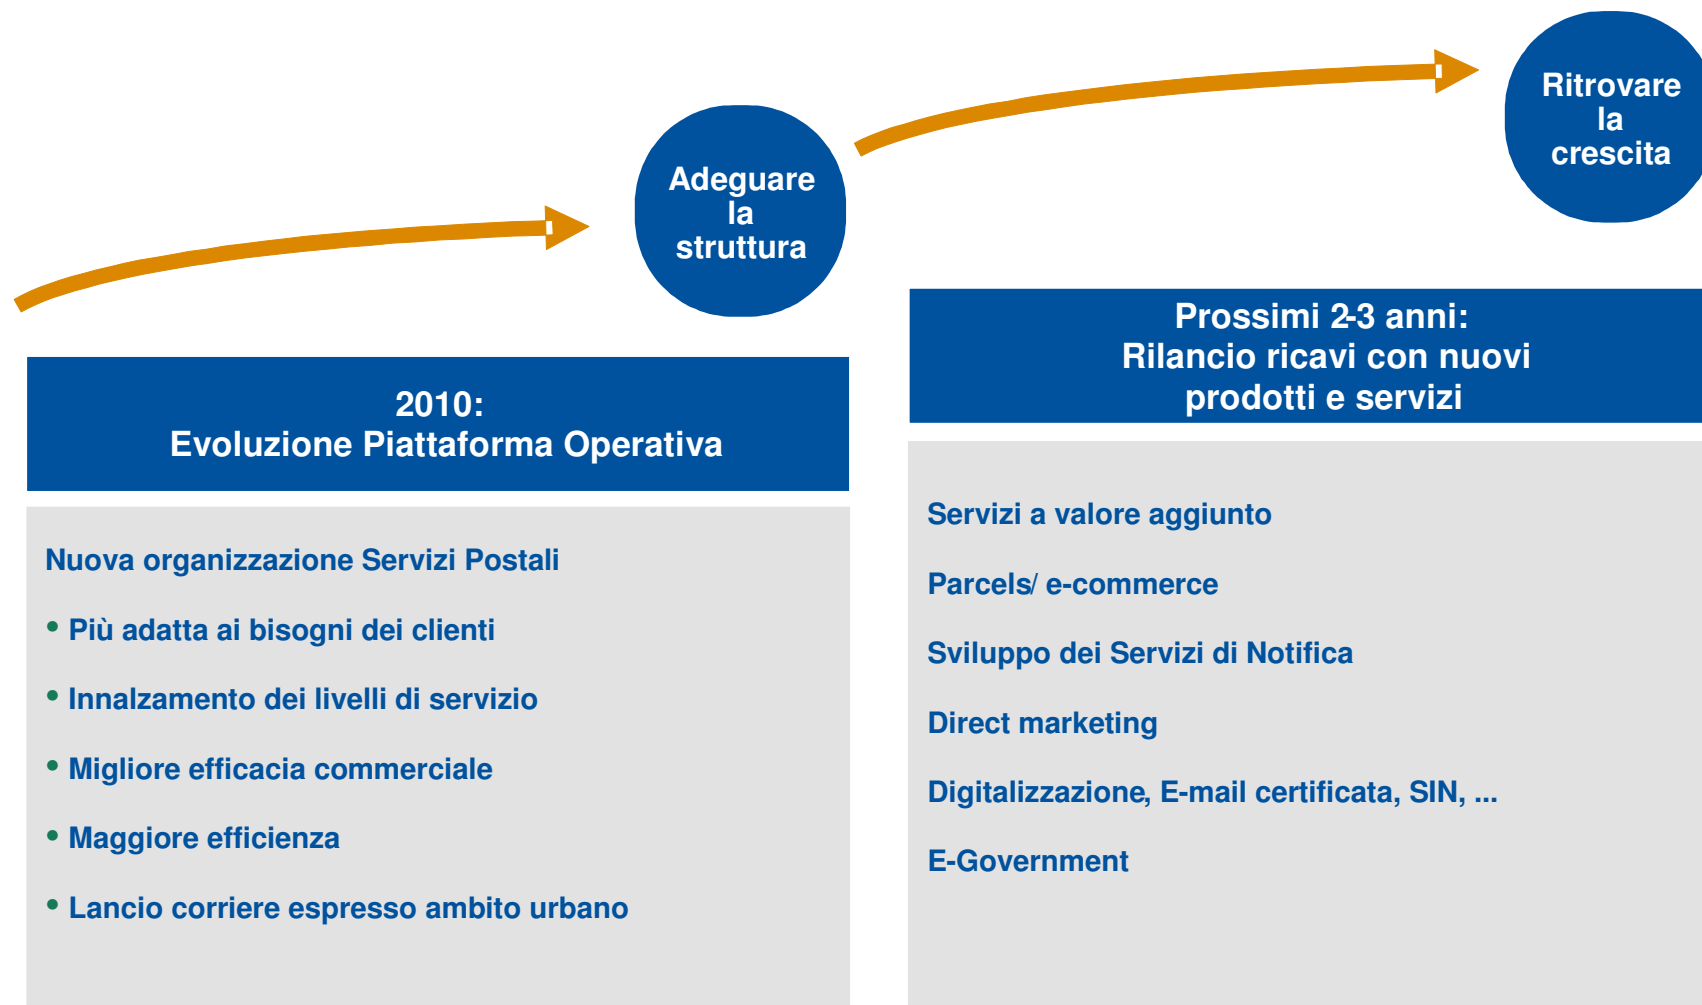 Adeguare
la
struttura
2010:
Evoluzione Piattaforma Operativa
Nuova organizzazione Servizi Postali
• Più adatta ai bisogni dei clienti
• Innalzamento dei livelli di servizio
• Migliore efficacia commerciale
• Maggiore efficienza
• Lancio corriere espresso ambito urbano
Ritrovare
la
crescita
Prossimi 2-3 anni:
Rilancio ricavi con nuovi
prodotti e servizi
Servizi a valore aggiunto
Parcels/ e-commerce
Sviluppo dei Servizi di Notifica
Direct marketing
Digitalizzazione, E-mail certificata, SIN, ...
E-Government